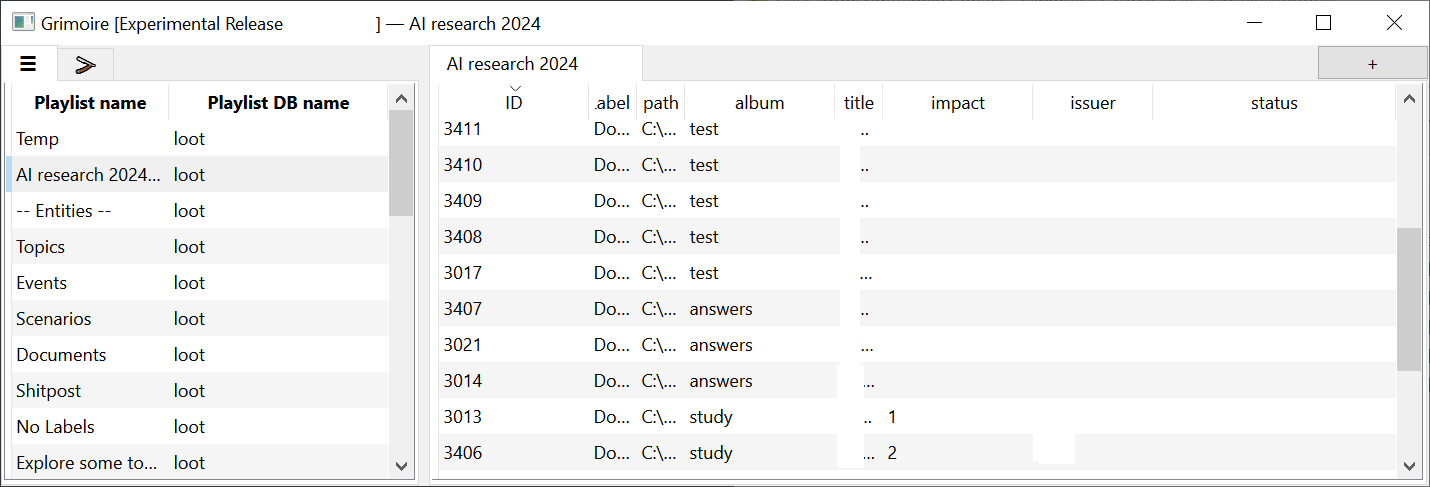 Grimoire [Experimental Release ] — AI research 2024
AI research 2024
+
Playlist name Playlist DB name
Temp loot
AI research 2024... loot
-- Entities -- loot
Topics loot
Events loot
Scenarios loot
Documents loot
Shitpost loot
No Labels loot
Explore some to... loot
ID .abel path album title impact issuer status
3411 Do... C:\... test ..
3410 Do... C:\... test ..
3409 Do... C:\... test ..
3408 Do... C:\... test ..
3017 Do... C:\... test ...
3407 Do... C:\... answers ..
3021 Do... C:\... answers ...
3014 Do... C:\... answers ...
3013 Do... C:\... study .. 1
3406 Do... C:\... study ... 2